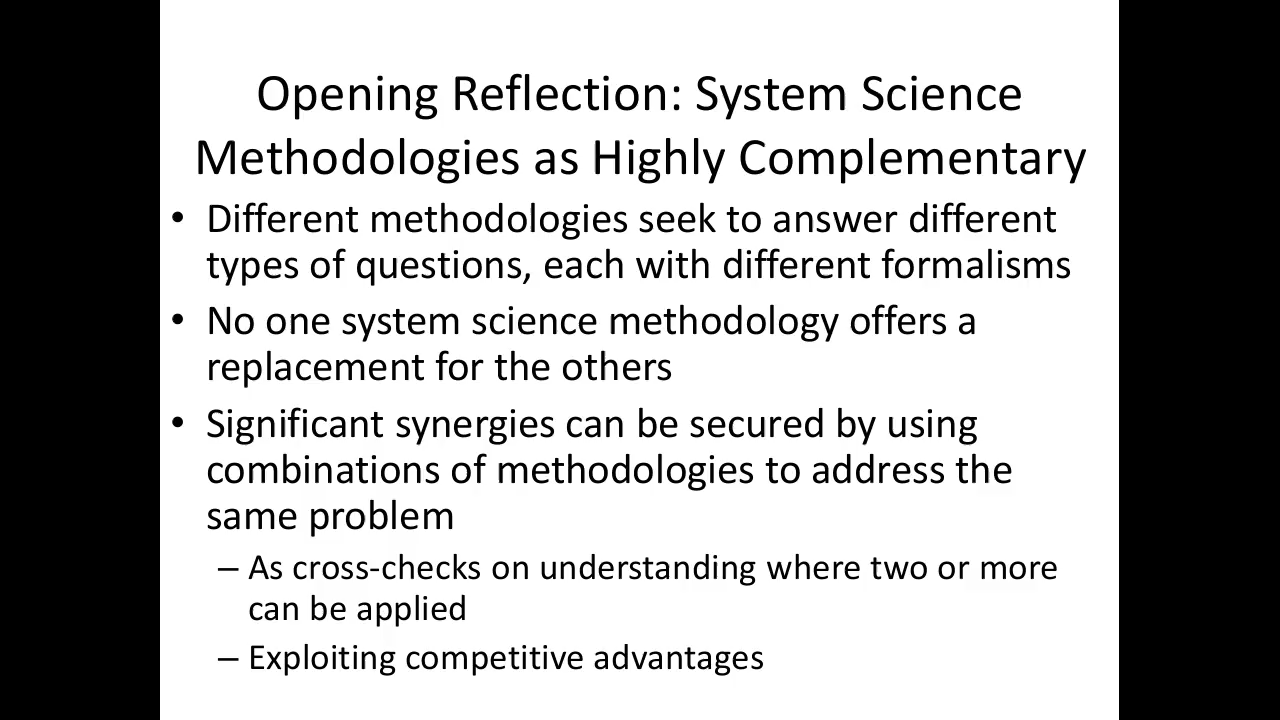 Opening Reflection: System Science
Methodologies as Highly Complementary
• Different methodologies seek to answer different
types of questions, each with different formalisms
• No one system science methodology offers a
replacement for the others
• Significant synergies can be secured by using
combinations of methodologies to address the
same problem
– As cross-checks on understanding where two or more
can be applied
– Exploiting competitive advantages